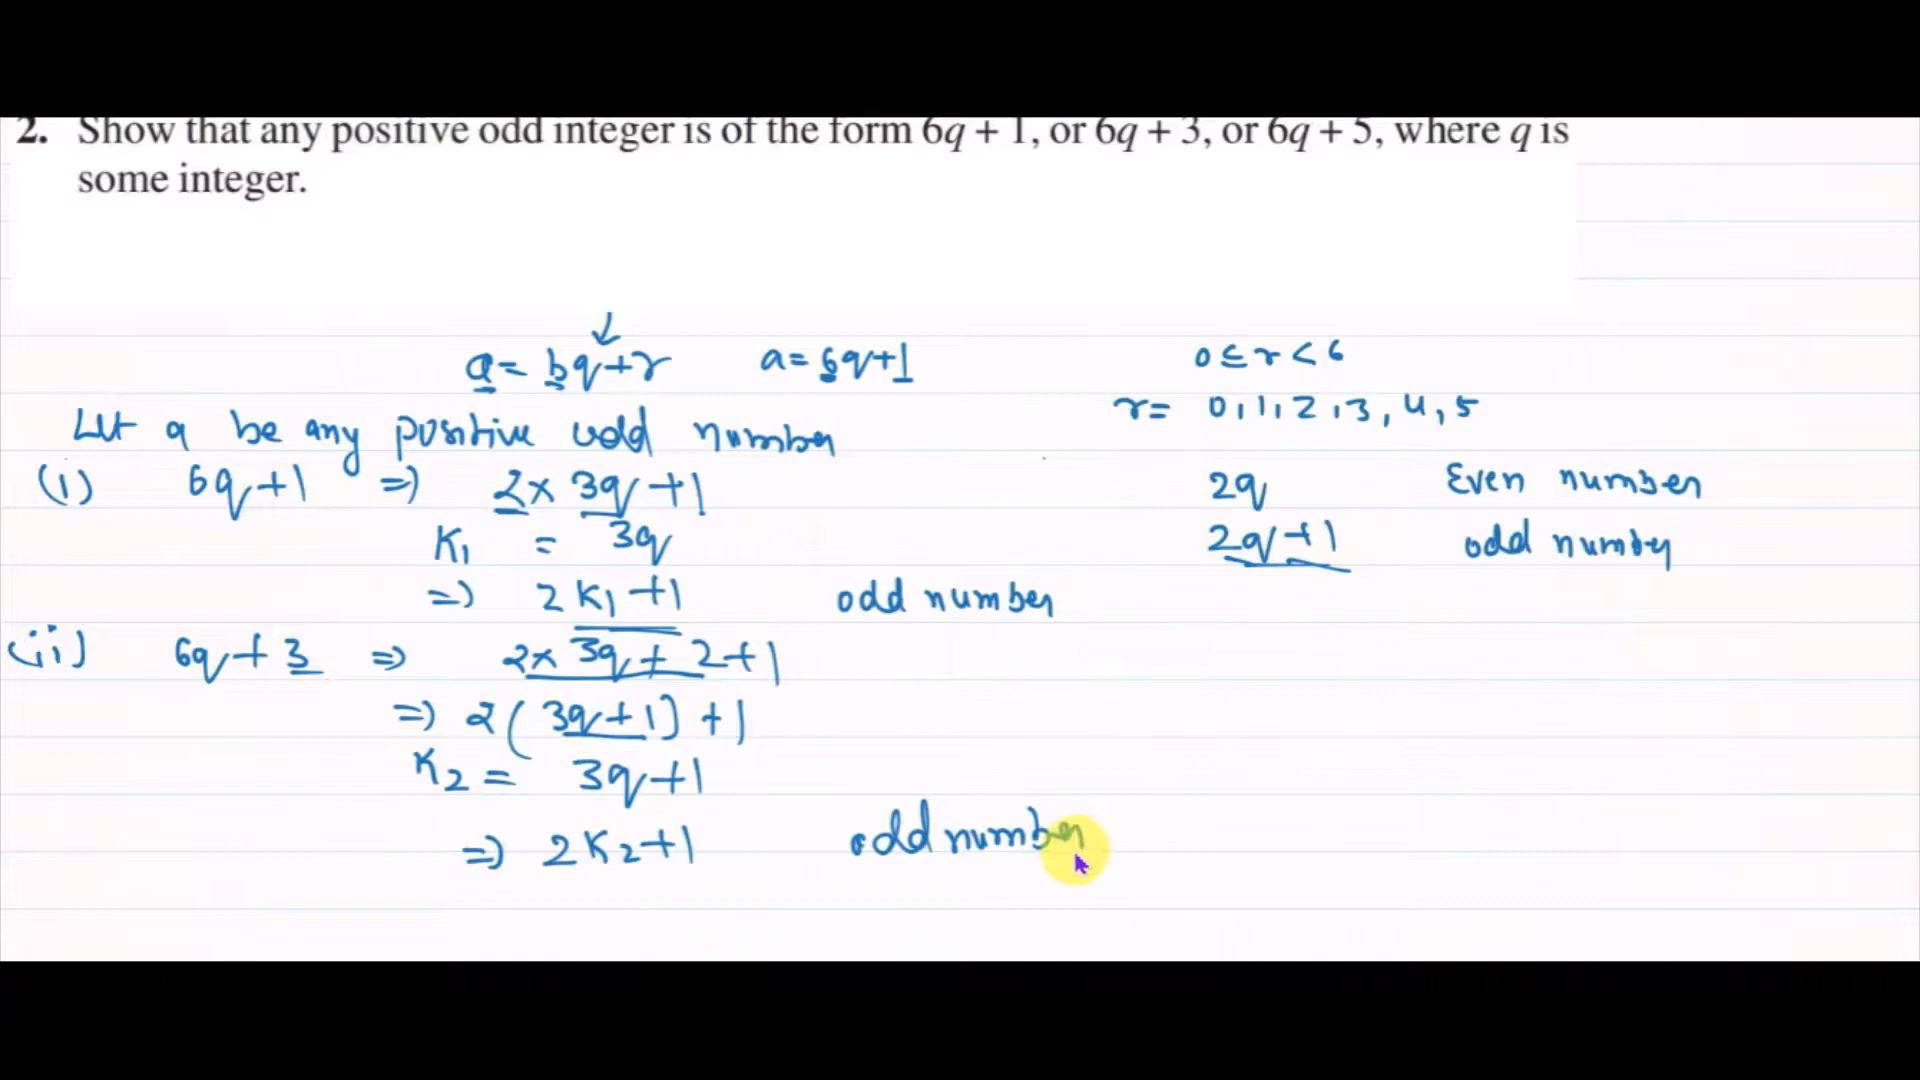 2. Show that any positive odd integer is of the form 6q + 1, or 6q + 3, or 6q + 5, where q is
some integer.
a = bq+r a = 6q+1 0 ≤ r < 6
r = 0, 1, 2, 3, 4, 5
Let a be any positive odd number
(i) 6q+1 => 2× 3q +1 2q Even number
K₁ = 3q 2q+1 odd number
=> 2K₁+1 odd number
(ii) 6q+3 => 2× 3q + 2+1
=> 2(3q+1) +1
K₂ = 3q+1
=> 2K₂+1 odd number